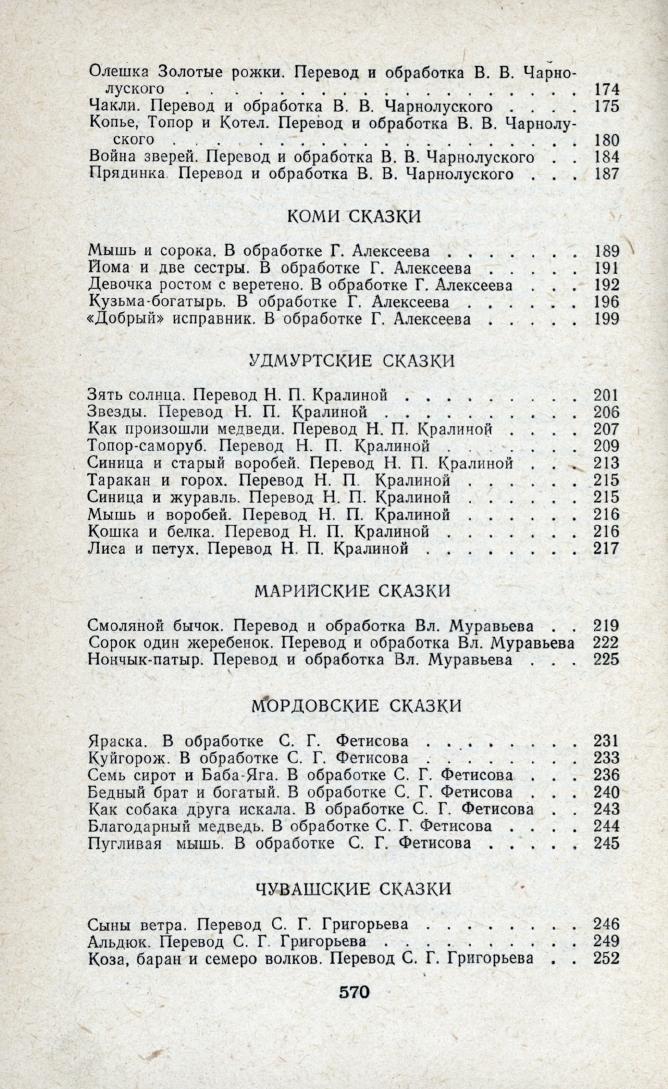 Олешка Золотые рожки. Перевод и обработка В. В. Чарно-
луского . . . . . . . . . . . . . . . . . . . 174
Чакли. Перевод и обработка В. В. Чарнолуского . . . . 175
Копье, Топор и Котел. Перевод и обработка В. В. Чарнолу-
ского . . . . . . . . . . . . . . . . . . . . 180
Война зверей. Перевод и обработка В. В. Чарнолуского . . 184
Прядинка. Перевод и обработка В. В. Чарнолуского . . . 187
КОМИ СКАЗКИ
Мышь и сорока. В обработке Г. Алексеева . . . . . . . 189
Йома и две сестры. В обработке Г. Алексеева . . . . . 191
Девочка ростом с веретено. В обработке Г. Алексеева . . . 192
Кузьма-богатырь. В обработке Г. Алексеева . . . . . . 196
«Добрый» исправник. В обработке Г. Алексеева . . . . . 199
УДМУРТСКИЕ СКАЗКИ
Зять солнца. Перевод Н. П. Кралиной . . . . . . . . . 201
Звезды. Перевод Н. П. Кралиной . . . . . . . . . . 206
Как произошли медведи. Перевод Н. П. Кралиной . . . . 207
Топор-саморуб. Перевод Н. П. Кралиной . . . . . . . 209
Синица и старый воробей. Перевод Н. П. Кралиной . . . 213
Таракан и горох. Перевод Н. П. Кралиной . . . . . . 215
Синица и журавль. Перевод Н. П. Кралиной . . . . . . 215
Мышь и воробей. Перевод Н. П. Кралиной . . . . . . 216
Кошка и белка. Перевод Н. П. Кралиной . . . . . . . 216
Лиса и петух. Перевод Н. П. Кралиной . . . . . . . . 217
МАРИЙСКИЕ СКАЗКИ
Смоляной бычок. Перевод и обработка Вл. Муравьева . . 219
Сорок один жеребенок. Перевод и обработка Вл. Муравьева 222
Нончык-патыр. Перевод и обработка Вл. Муравьева . . . 225
МОРДОВСКИЕ СКАЗКИ
Яраска. В обработке С. Г. Фетисова . . . . . . . . 231
Куйгорож. В обработке С. Г. Фетисова . . . . . . . . 233
Семь сирот и Баба-Яга. В обработке С. Г. Фетисова . . . 236
Бедный брат и богатый. В обработке С. Г. Фетисова . . . 240
Как собака друга искала. В обработке С. Г. Фетисова . . 243
Благодарный медведь. В обработке С. Г. Фетисова . . . . 244
Пугливая мышь. В обработке С. Г. Фетисова . . . . . 245
ЧУВАШСКИЕ СКАЗКИ
Сыны ветра. Перевод С. Г. Григорьева . . . . . . . . 246
Альдюк. Перевод С. Г. Григорьева . . . . . . . . . . 249
Коза, баран и семеро волков. Перевод С. Г. Григорьева . . 252
570